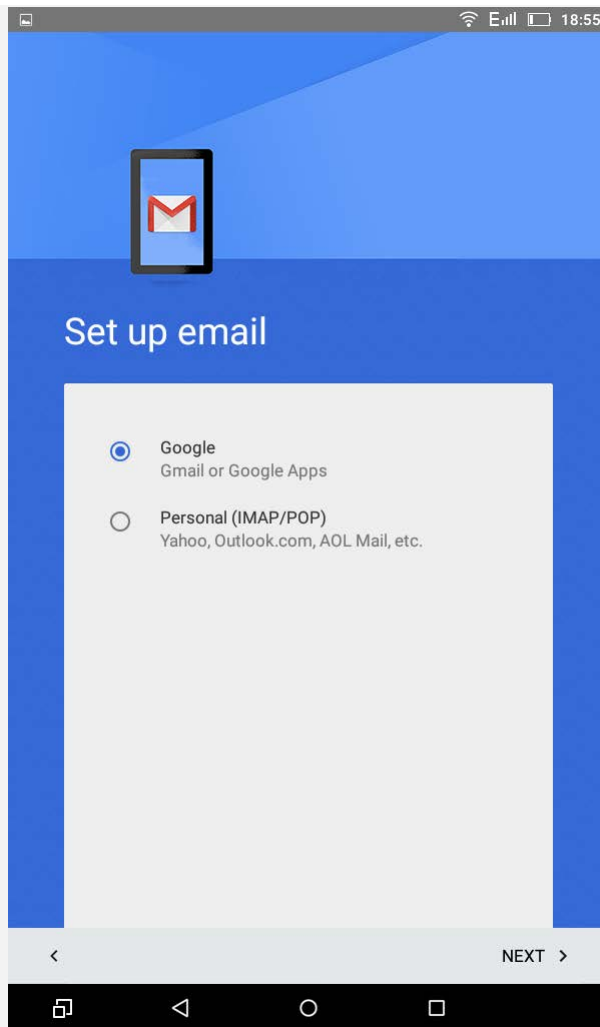 E 18:55
Set up email
Google
Gmail or Google Apps
Personal (IMAP/POP)
Yahoo, Outlook.com, AOL Mail, etc.
NEXT